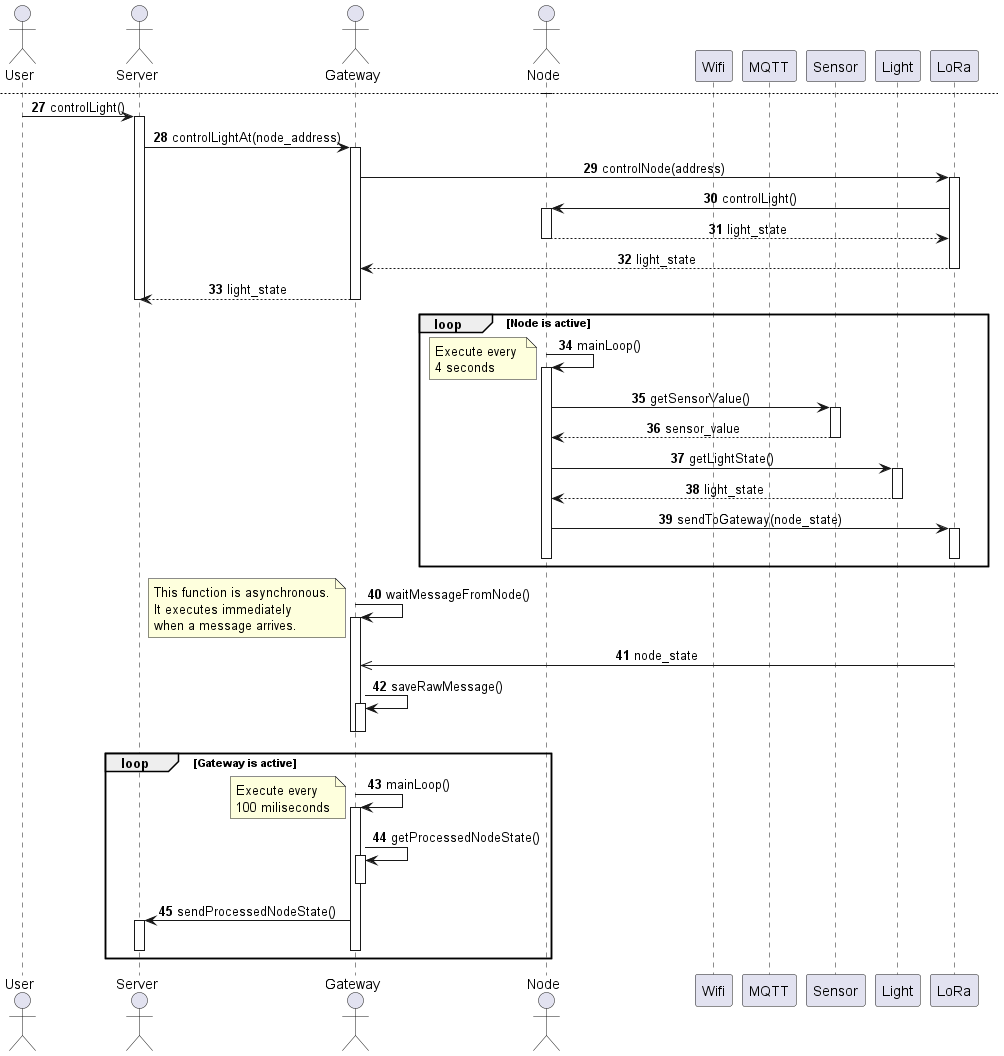 User
Server
Gateway
Node
Wifi
MQTT
Sensor
Light
LoRa
27 controlLight()
28 controlLightAt(node_address)
29 controlNode(address)
30 controlLight()
31 light_state
32 light_state
33 light_state
loop [Node is active]
Execute every
4 seconds
34 mainLoop()
35 getSensorValue()
36 sensor_value
37 getLightState()
38 light_state
39 sendToGateway(node_state)
This function is asynchronous.
It executes immediately
when a message arrives.
40 waitMessageFromNode()
41 node_state
42 saveRawMessage()
loop [Gateway is active]
Execute every
100 miliseconds
43 mainLoop()
44 getProcessedNodeState()
45 sendProcessedNodeState()
User
Server
Gateway
Node
Wifi
MQTT
Sensor
Light
LoRa